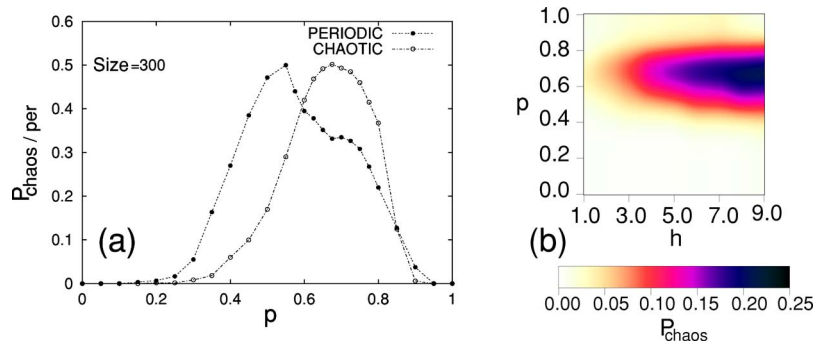 PERIODIC
CHAOTIC
Size=300
P chaos / per
0.6
0.5
0.4
0.3
0.2
0.1
0
0 0.2 0.4 0.6 0.8 1
p
(a)
p
1.0
0.8
0.6
0.4
0.2
0.0
1.0 3.0 5.0 7.0 9.0
h
(b)
0.00 0.05 0.10 0.15 0.20 0.25
P chaos